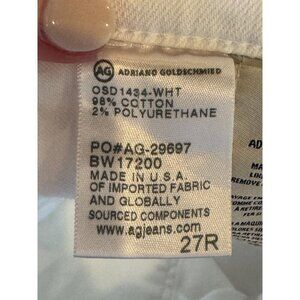 AG ADRIANO GOLDSCHMIED
OSD1434-WHT
98% COTTON
2% POLYURETHANE
PO#AG-29697
BW17200
MADE IN U.S.A.
OF IMPORTED FABRIC
AND GLOBALLY
SOURCED COMPONENTS
www.agjeans.com
27R